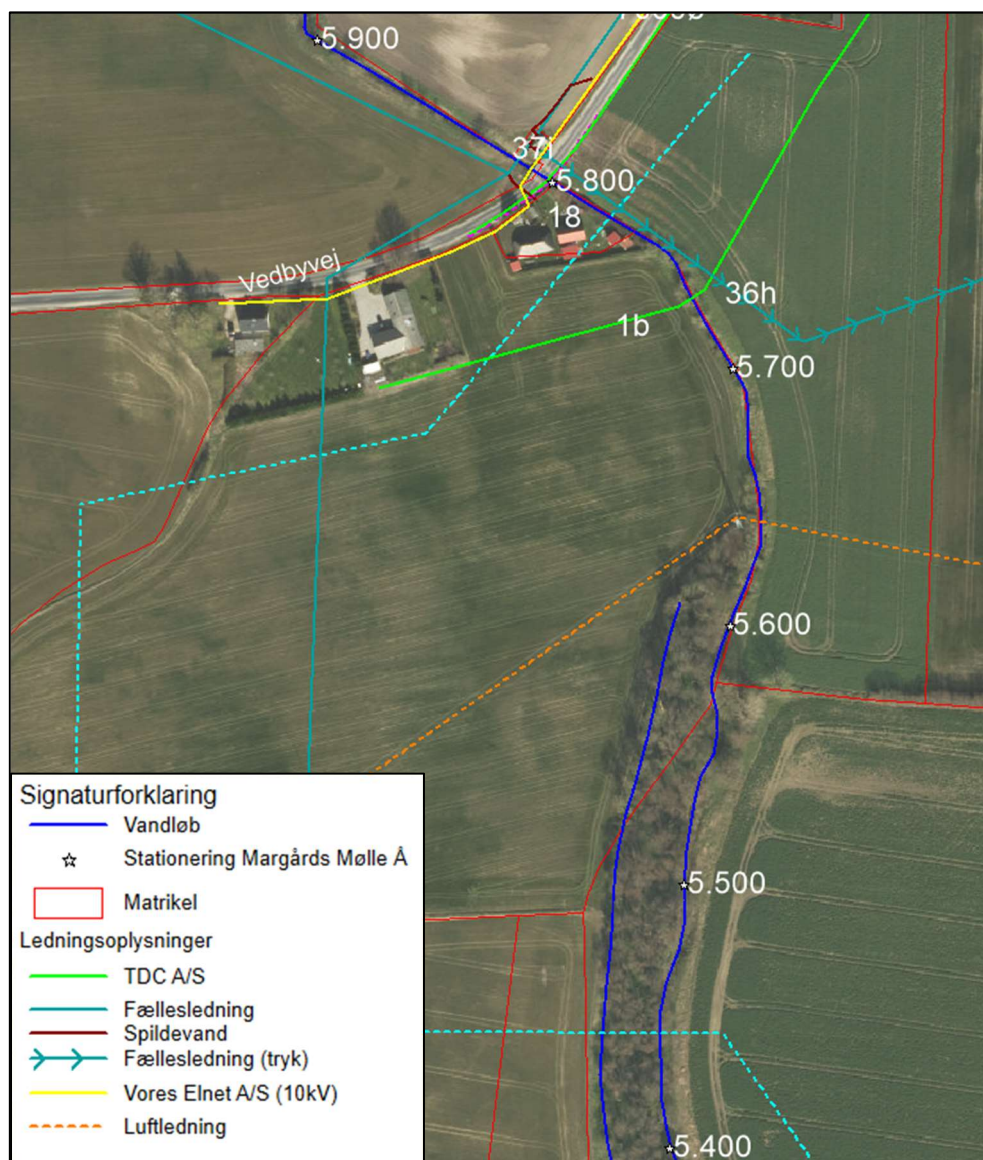 5.900
37i
5.800
18
Vedbyvej
36h
1b
5.700
5.600
5.500
5.400
Signaturforklaring
Vandløb
Stationering Margårds Mølle Å
Matrikel
Ledningsoplysninger
TDC A/S
Fællesledning
Spildevand
Fællesledning (tryk)
Vores Elnet A/S (10kV)
Luftledning